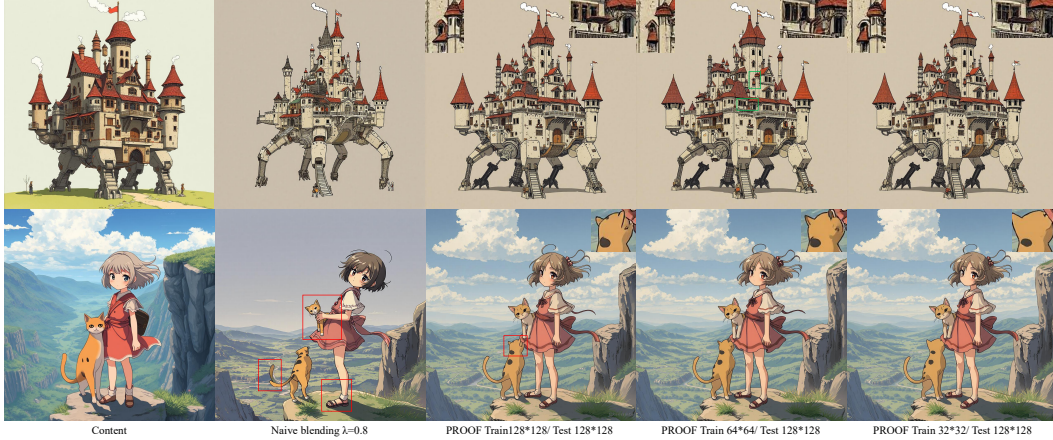 Content
Naive blending λ=0.8
PROOF Train128*128/ Test 128*128
PROOF Train 64*64/ Test 128*128
PROOF Train 32*32/ Test 128*128